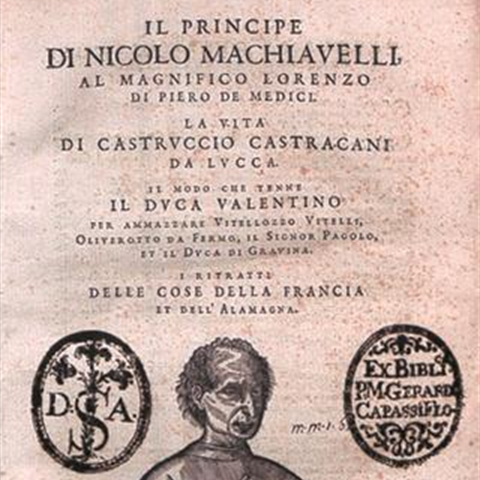 IL PRINCIPE
DI NICOLO MACHIAVELLI,
AL MAGNIFICO LORENZO
DI PIERO DE MEDICI.
LA VITA
DI CASTRVCCIO CASTRACANI
DA LVCCA.
IL MODO CHE TENNE
IL DVCA VALENTINO
PER AMMAZZARE VITELLOZZO VITELLI,
OLIVEROTTO DA FERMO, IL SIGNOR PAGOLO,
ET IL DVCA DI GRAVINA.
I RITRATTI
DELLE COSE DELLA FRANCIA
ET DELL'ALAMAGNA.
D. S A.
EX BIBLI
P.M. GERARD
CAPASSI FLO